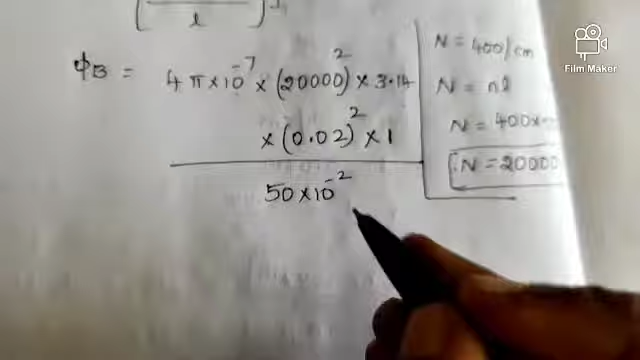 l
ΦB = 4π×10⁻⁷ × (20000)² × 3.14
× (0.02)² × 1
50×10⁻²
N = 400/cm
N = nl
N = 400×
∴ N = 20000
Film Maker